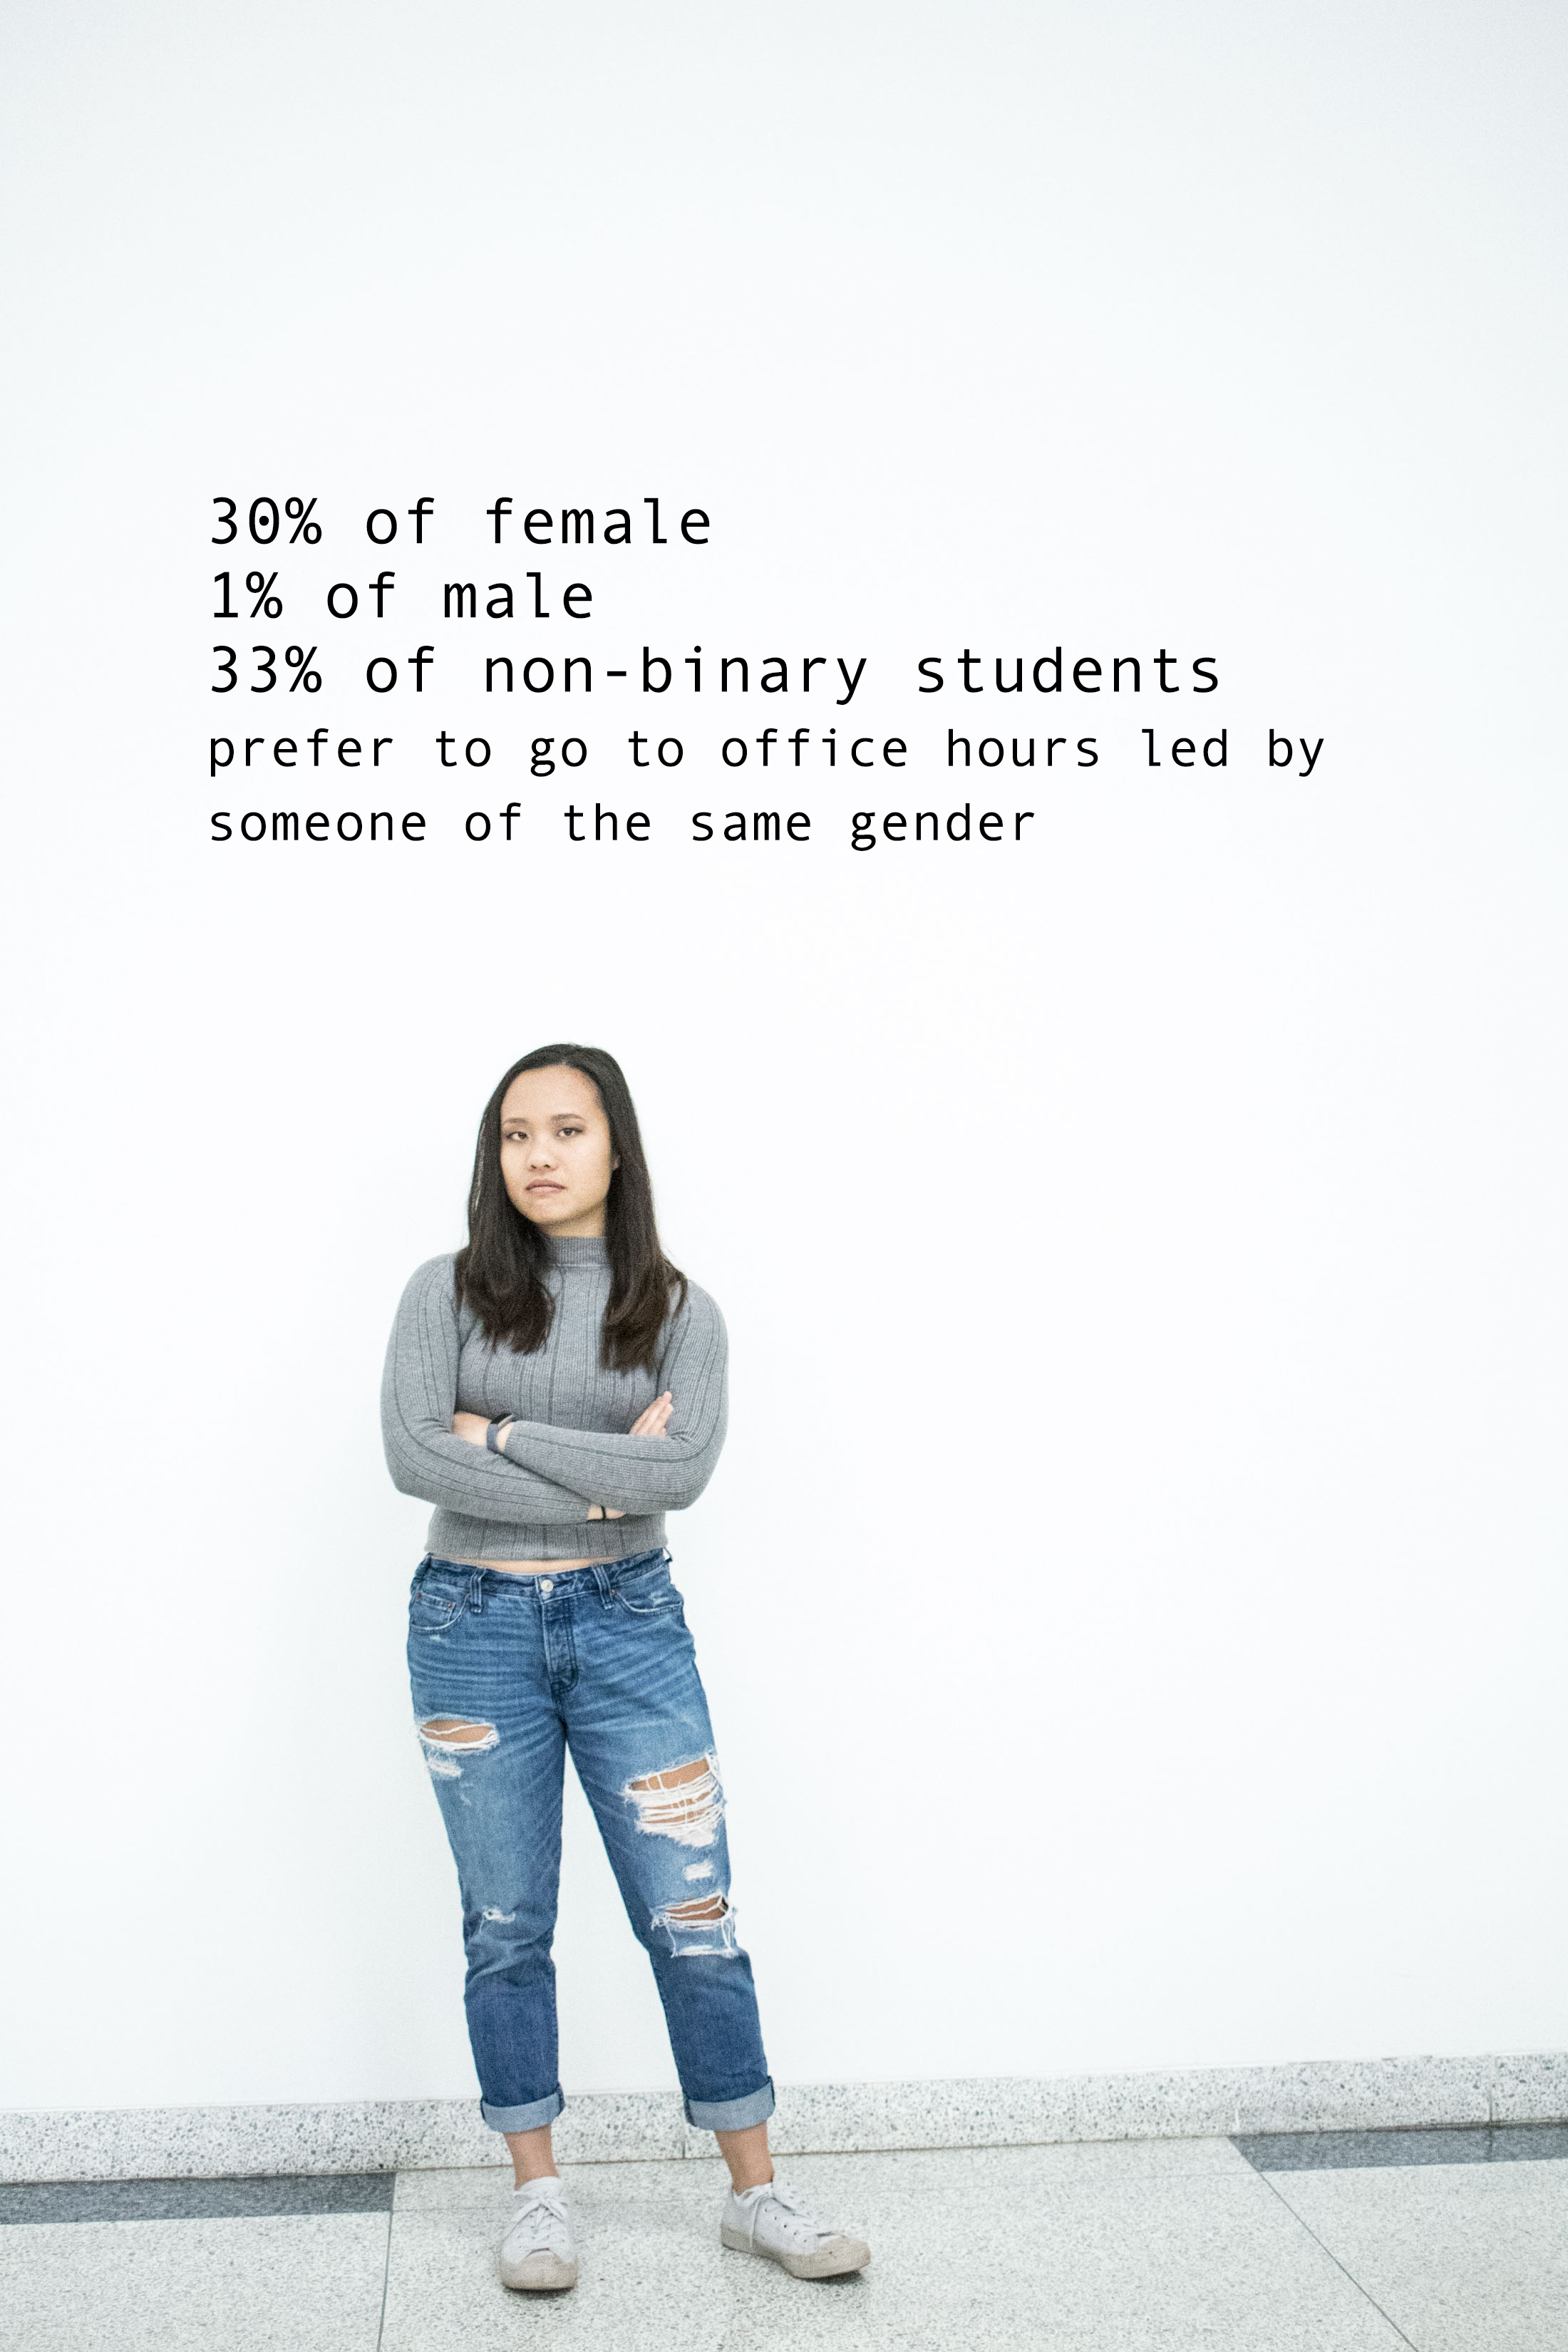 30% of female
1% of male
33% of non-binary students
prefer to go to office hours led by
someone of the same gender